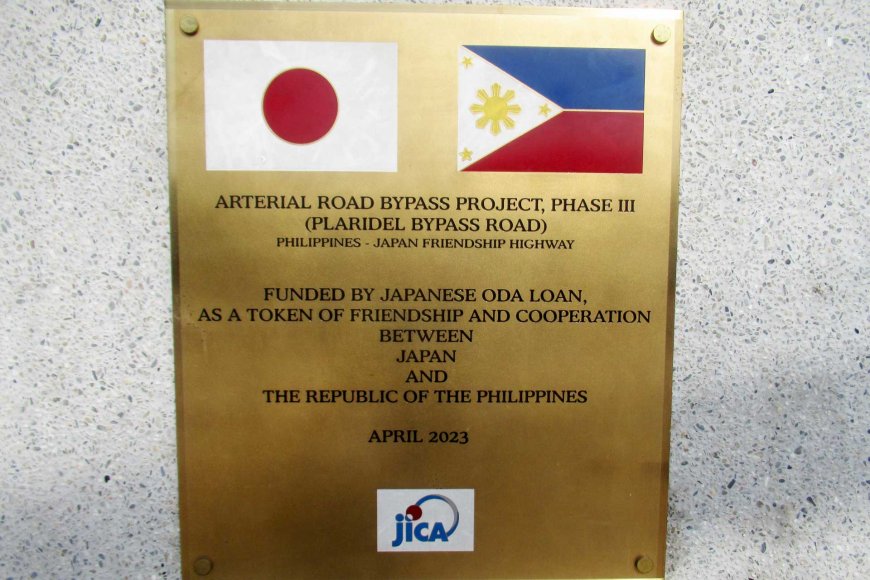 ARTERIAL ROAD BYPASS PROJECT, PHASE III
(PLARIDEL BYPASS ROAD)
PHILIPPINES - JAPAN FRIENDSHIP HIGHWAY
FUNDED BY JAPANESE ODA LOAN,
AS A TOKEN OF FRIENDSHIP AND COOPERATION
BETWEEN
JAPAN
AND
THE REPUBLIC OF THE PHILIPPINES
APRIL 2023
jICA